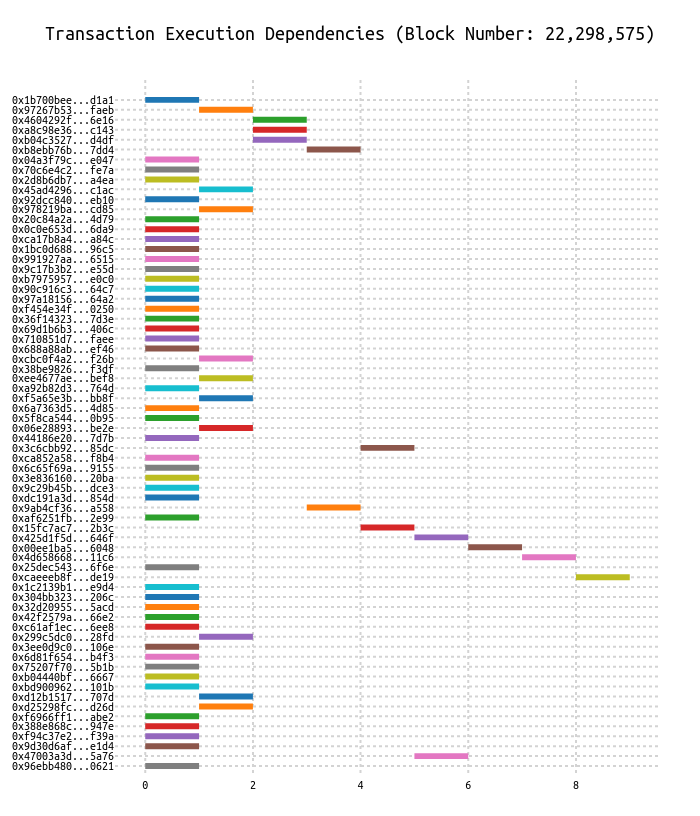 Transaction Execution Dependencies (Block Number: 22,298,575)
0x1b700bee...d1a1
0x97267b53...faeb
0x4604292f...6e16
0xa8c98e36...c143
0xb04c3527...d4df
0xb8ebb76b...7dd4
0x04a3f79c...e047
0x70c6e4c2...fe7a
0x2d8b6db7...a4ea
0x45ad4296...c1ac
0x92dcc840...eb10
0x978219ba...cd85
0x20c84a2a...4d79
0x0c0e653d...6da9
0xca17b8a4...a84c
0x1bc0d688...96c5
0x991927aa...6515
0x9c17b3b2...e55d
0xb7975957...e0c0
0x90c916c3...64c7
0x97a18156...64a2
0xf454e34f...0250
0x36f14323...7d3e
0x69d1b6b3...406c
0x710851d7...faee
0x688a88ab...ef46
0xcbc0f4a2...f26b
0x38be9826...f3df
0xee4677ae...bef8
0xa92b82d3...764d
0xf5a65e3b...bb8f
0x6a7363d5...4d85
0x5f8ca544...0b95
0x06e28893...be2e
0x44186e20...7d7b
0x3c6cbb92...85dc
0xca852a58...f8b4
0x6c65f69a...9155
0x3e836160...20ba
0x9c29b45b...dce3
0xdc191a3d...854d
0x9ab4cf36...a558
0xaf6251fb...2e99
0x15fc7ac7...2b3c
0x425d1f5d...646f
0x00ee1ba5...6048
0x4d658668...11c6
0x25dec543...6f6e
0xcaeeeb8f...de19
0x1c2139b1...e9d4
0x304bb323...206c
0x32d20955...5acd
0x42f2579a...66e2
0xc61af1ec...6ee8
0x299c5dc0...28fd
0x3ee0d9c0...106e
0x6d81f654...b4f3
0x75207f70...5b1b
0xb04440bf...6667
0xbd900962...101b
0xd12b1517...707d
0xd25298fc...d26d
0xf6966ff1...abe2
0x388e868c...947e
0xf94c37e2...f39a
0x9d30d6af...e1d4
0x47003a3d...5a76
0x96ebb480...0621
0 2 4 6 8